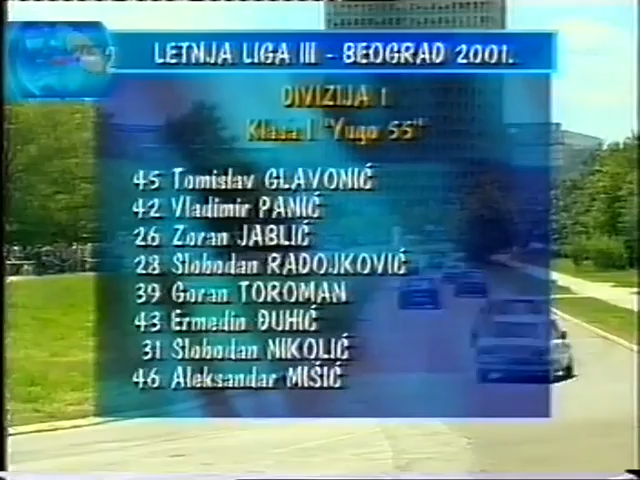 LETNJA LIGA III - BEOGRAD 2001.
DIVIZIJA 1
Klasa I "Yugo 55"
45 Tomislav GLAVONIĆ
42 Vladimir PANIĆ
26 Zoran JABLIĆ
28 Slobodan RADOJKOVIĆ
39 Goran TOROMAN
43 Ermedin ĐUHIĆ
31 Slobodan NIKOLIĆ
46 Aleksandar MIŠIĆ